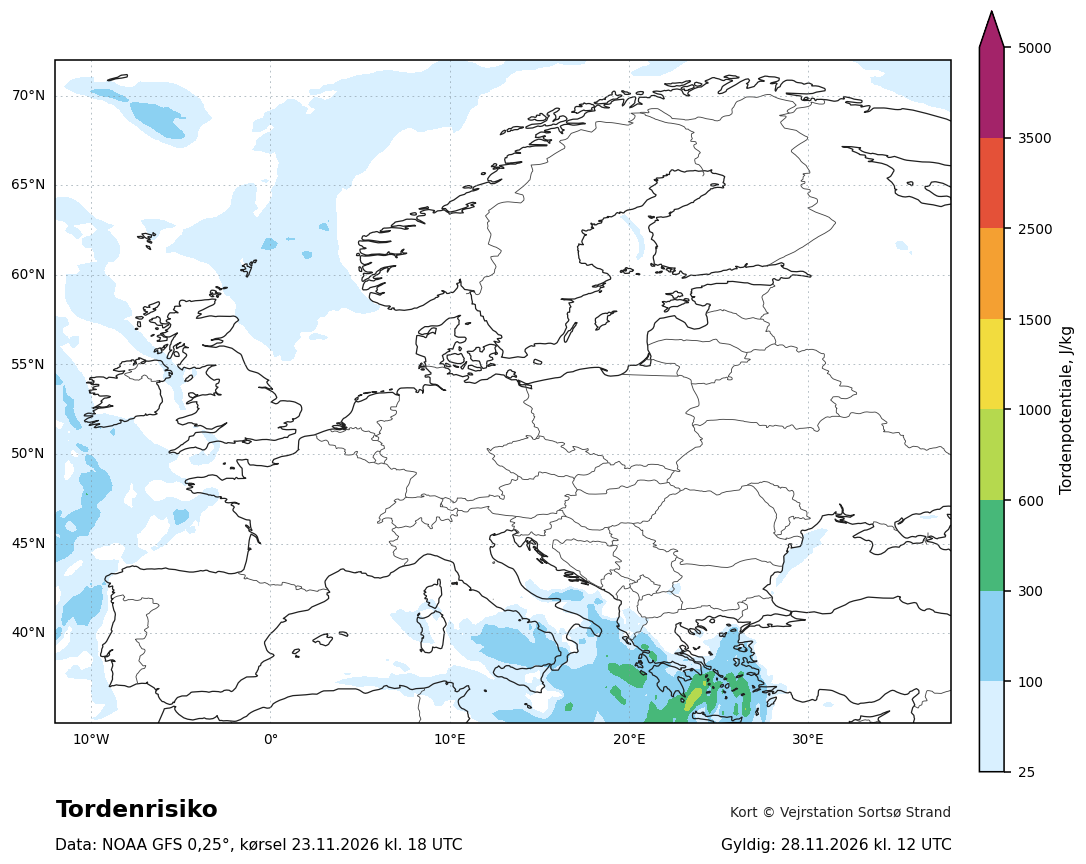 70°N
65°N
60°N
55°N
50°N
45°N
40°N
10°W
0°
10°E
20°E
30°E
5000
3500
2500
1500
1000
600
300
100
25
Tordenpotentiale, J/kg
Tordenrisiko
Kort © Vejrstation Sortsø Strand
Data: NOAA GFS 0,25°, kørsel 23.11.2026 kl. 18 UTC
Gyldig: 28.11.2026 kl. 12 UTC